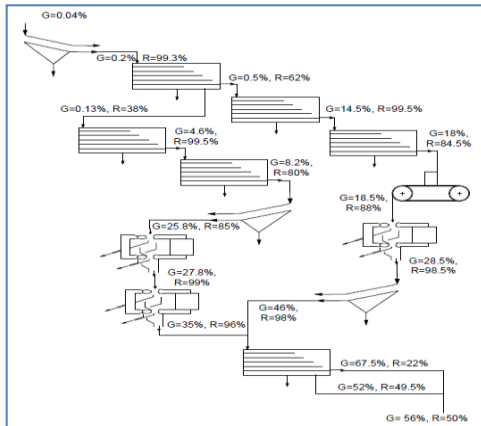 G=0.04%
G=0.2%, R=99.3%
G=0.5%, R=62%
G=0.13%, R=38%
G=14.5%, R=99.5%
G=4.6%,
R=99.5%
G=18%
R=84.5%
G=8.2%,
R=80%
G=18.5%,
R=88%
G=25.8%, R=85%
G=28.5%,
R=98.5%
G=27.8%,
R=99%
G=46%
R=98%
G=35%, R=96%
G=67.5%, R=22%
G=52%, R=49.5%
G= 56%, R=50%